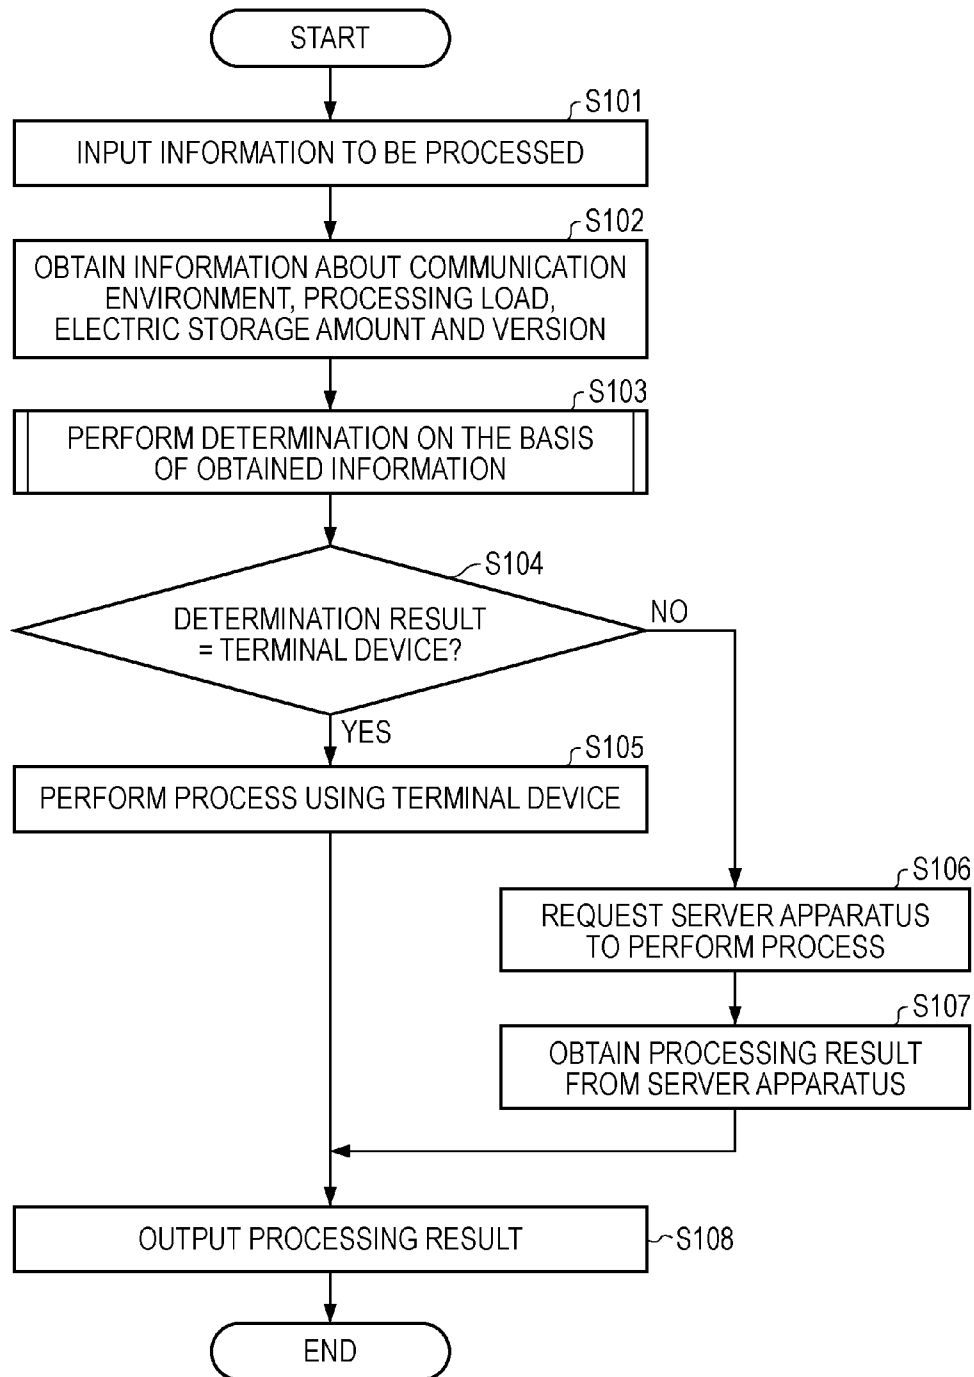 START
S101
INPUT INFORMATION TO BE PROCESSED
S102
OBTAIN INFORMATION ABOUT COMMUNICATION
ENVIRONMENT, PROCESSING LOAD,
ELECTRIC STORAGE AMOUNT AND VERSION
S103
PERFORM DETERMINATION ON THE BASIS
OF OBTAINED INFORMATION
S104
DETERMINATION RESULT
= TERMINAL DEVICE?
NO
YES
S105
PERFORM PROCESS USING TERMINAL DEVICE
S106
REQUEST SERVER APPARATUS
TO PERFORM PROCESS
S107
OBTAIN PROCESSING RESULT
FROM SERVER APPARATUS
OUTPUT PROCESSING RESULT
S108
END